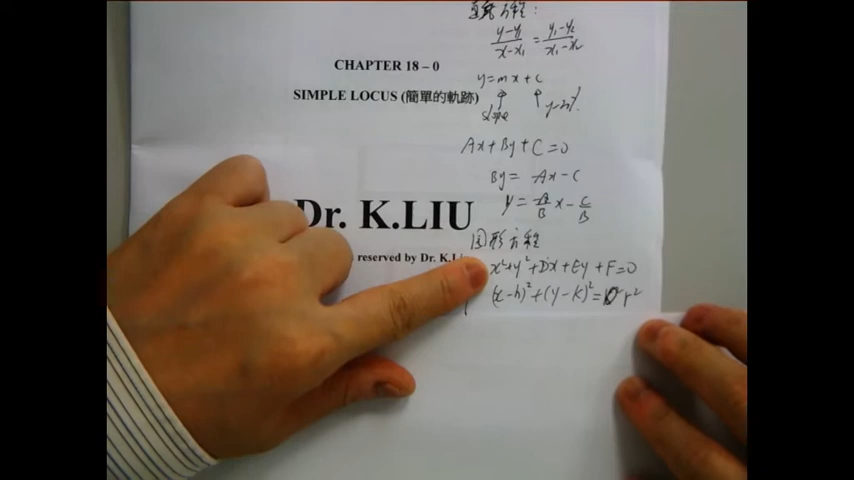 直線方程:
y-y₁/x-x₁ = y₁-y₂/x₁-x₂
CHAPTER 18 – 0
SIMPLE LOCUS (簡單的軌跡)
y=mx+c
slope
Ax+By+C=0
By= -Ax-C
y= -A/B x - C/B
Dr. K.LIU
reserved by Dr. K.Li
圓形方程
x²+y²+Dx+Ey+F=0
(x-h)²+(y-k)²= r²